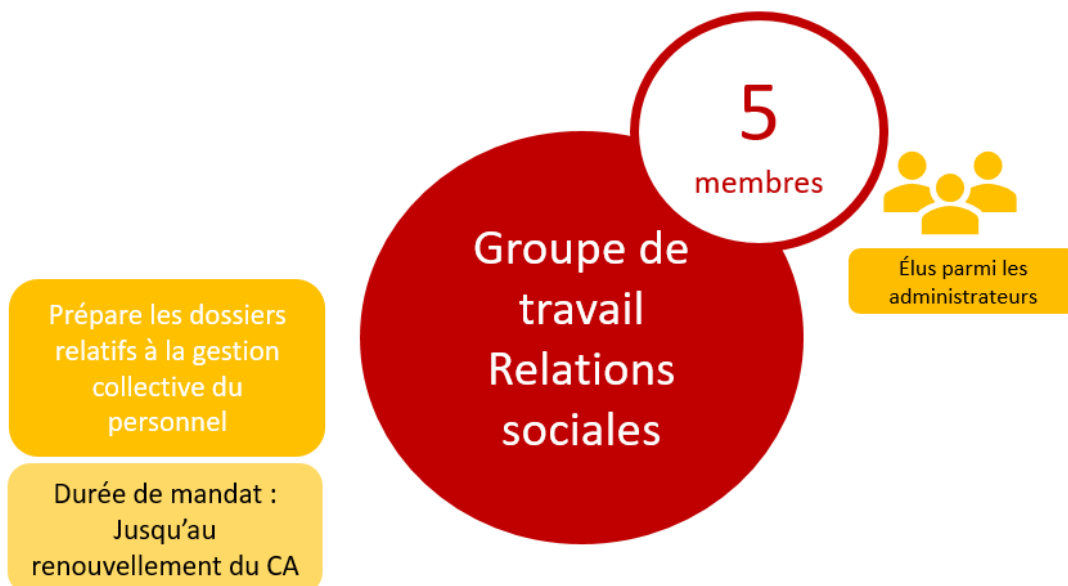 5
membres
Groupe de
travail
Relations
sociales
Élus parmi les
administrateurs
Prépare les dossiers
relatifs à la gestion
collective du
personnel
Durée de mandat :
Jusqu’au
renouvellement du CA